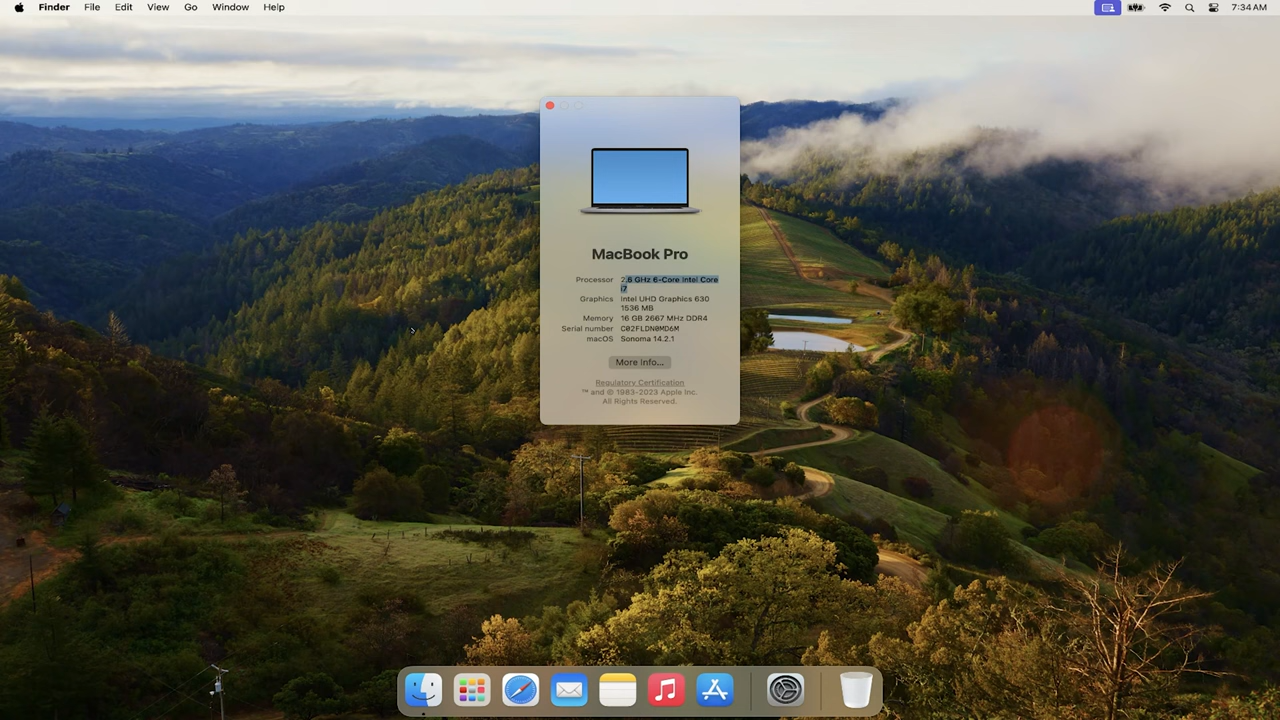 Finder File Edit View Go Window Help 7:34 AM
MacBook Pro
Processor 2.6 GHz 6-Core Intel Core
i7
Graphics Intel UHD Graphics 630
1536 MB
Memory 16 GB 2667 MHz DDR4
Serial number C02FLDN0MD6M
macOS Sonoma 14.2.1
More Info...
Regulatory Certification
™ and © 1983-2023 Apple Inc.
All Rights Reserved.